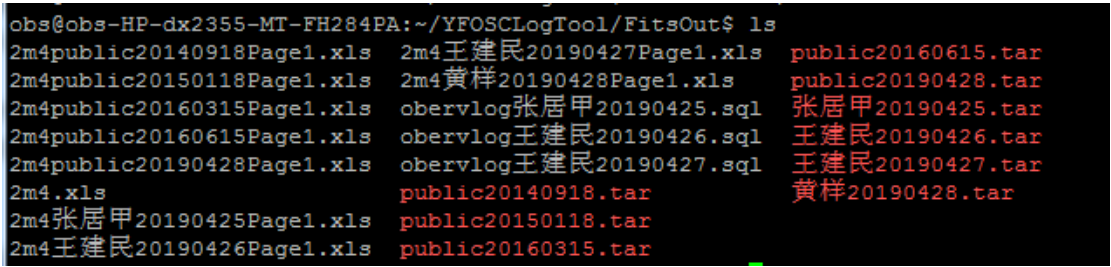 obs@obs-HP-dx2355-MT-FH284PA:~/YFOSCLogTool/FitsOut$ ls
2m4public20140918Page1.xls 2m4王建民20190427Page1.xls public20160615.tar
2m4public20150118Page1.xls 2m4黄样20190428Page1.xls public20190428.tar
2m4public20160315Page1.xls obervlog张居甲20190425.sql 张居甲20190425.tar
2m4public20160615Page1.xls obervlog王建民20190426.sql 王建民20190426.tar
2m4public20190428Page1.xls obervlog王建民20190427.sql 王建民20190427.tar
2m4.xls public20140918.tar 黄样20190428.tar
2m4张居甲20190425Page1.xls public20150118.tar
2m4王建民20190426Page1.xls public20160315.tar